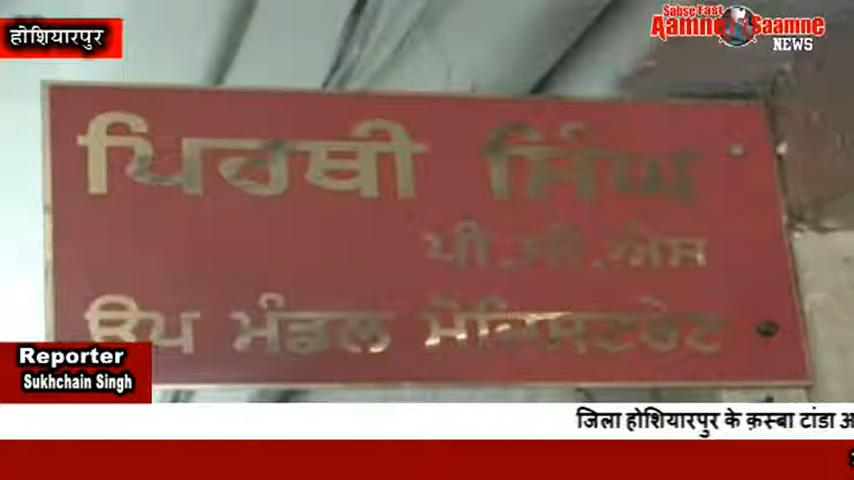 होशियारपुर
Sabse Fast
Aamne Saamne
NEWS
ਪਿਰਥੀ ਸਿੰਘ
ਪੀ.ਸੀ.ਐਸ
ਉਪ ਮੰਡਲ ਮੈਜਿਸਟਰੇਟ
Reporter
Sukhchain Singh
जिला होशियारपुर के क़स्बा टांडा